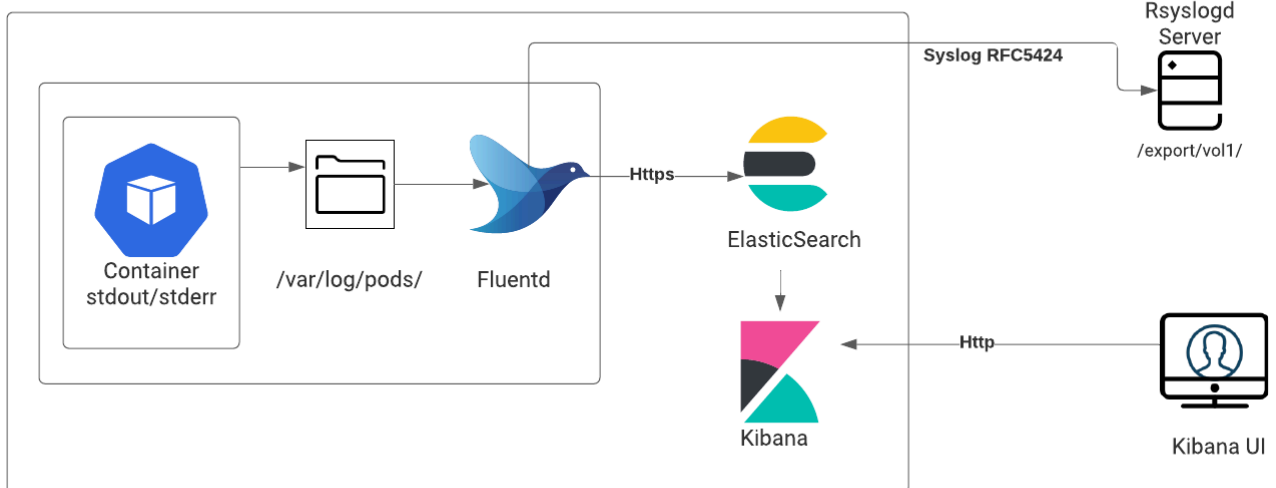 Rsyslogd
Server
Syslog RFC5424
/export/vol1/
Https
ElasticSearch
Container
stdout/stderr
/var/log/pods/
Fluentd
Http
Kibana
Kibana UI